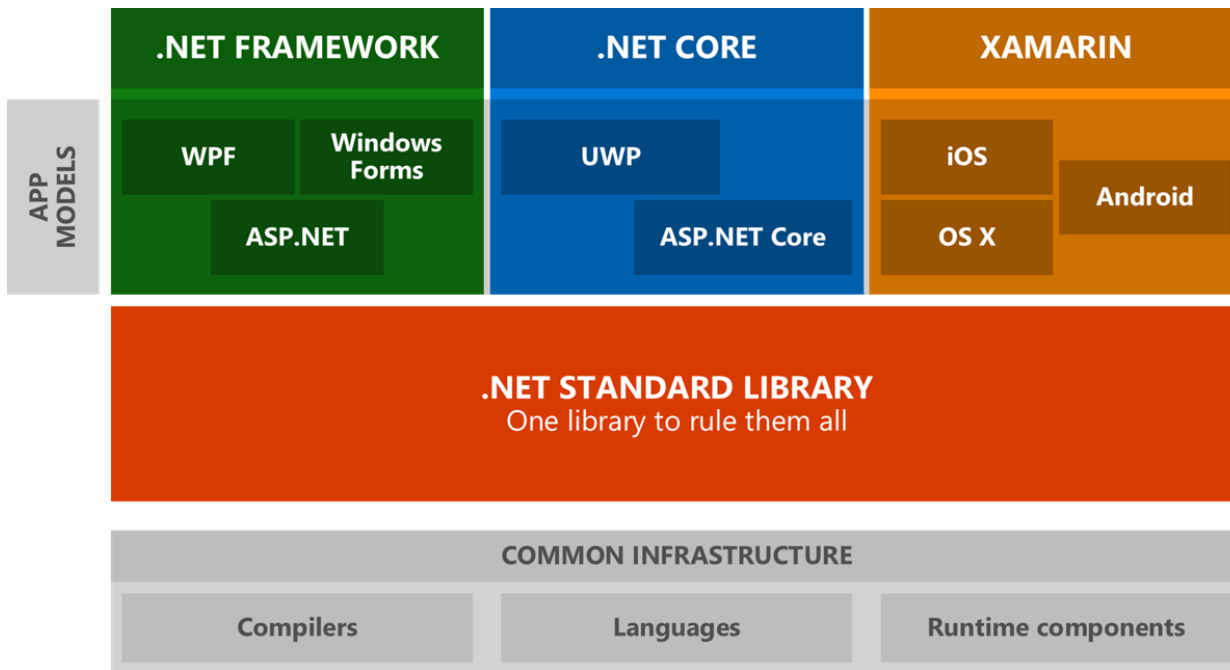 .NET FRAMEWORK
.NET CORE
XAMARIN
APP
MODELS
WPF
Windows
Forms
ASP.NET
UWP
ASP.NET Core
iOS
Android
OS X
.NET STANDARD LIBRARY
One library to rule them all
COMMON INFRASTRUCTURE
Compilers
Languages
Runtime components